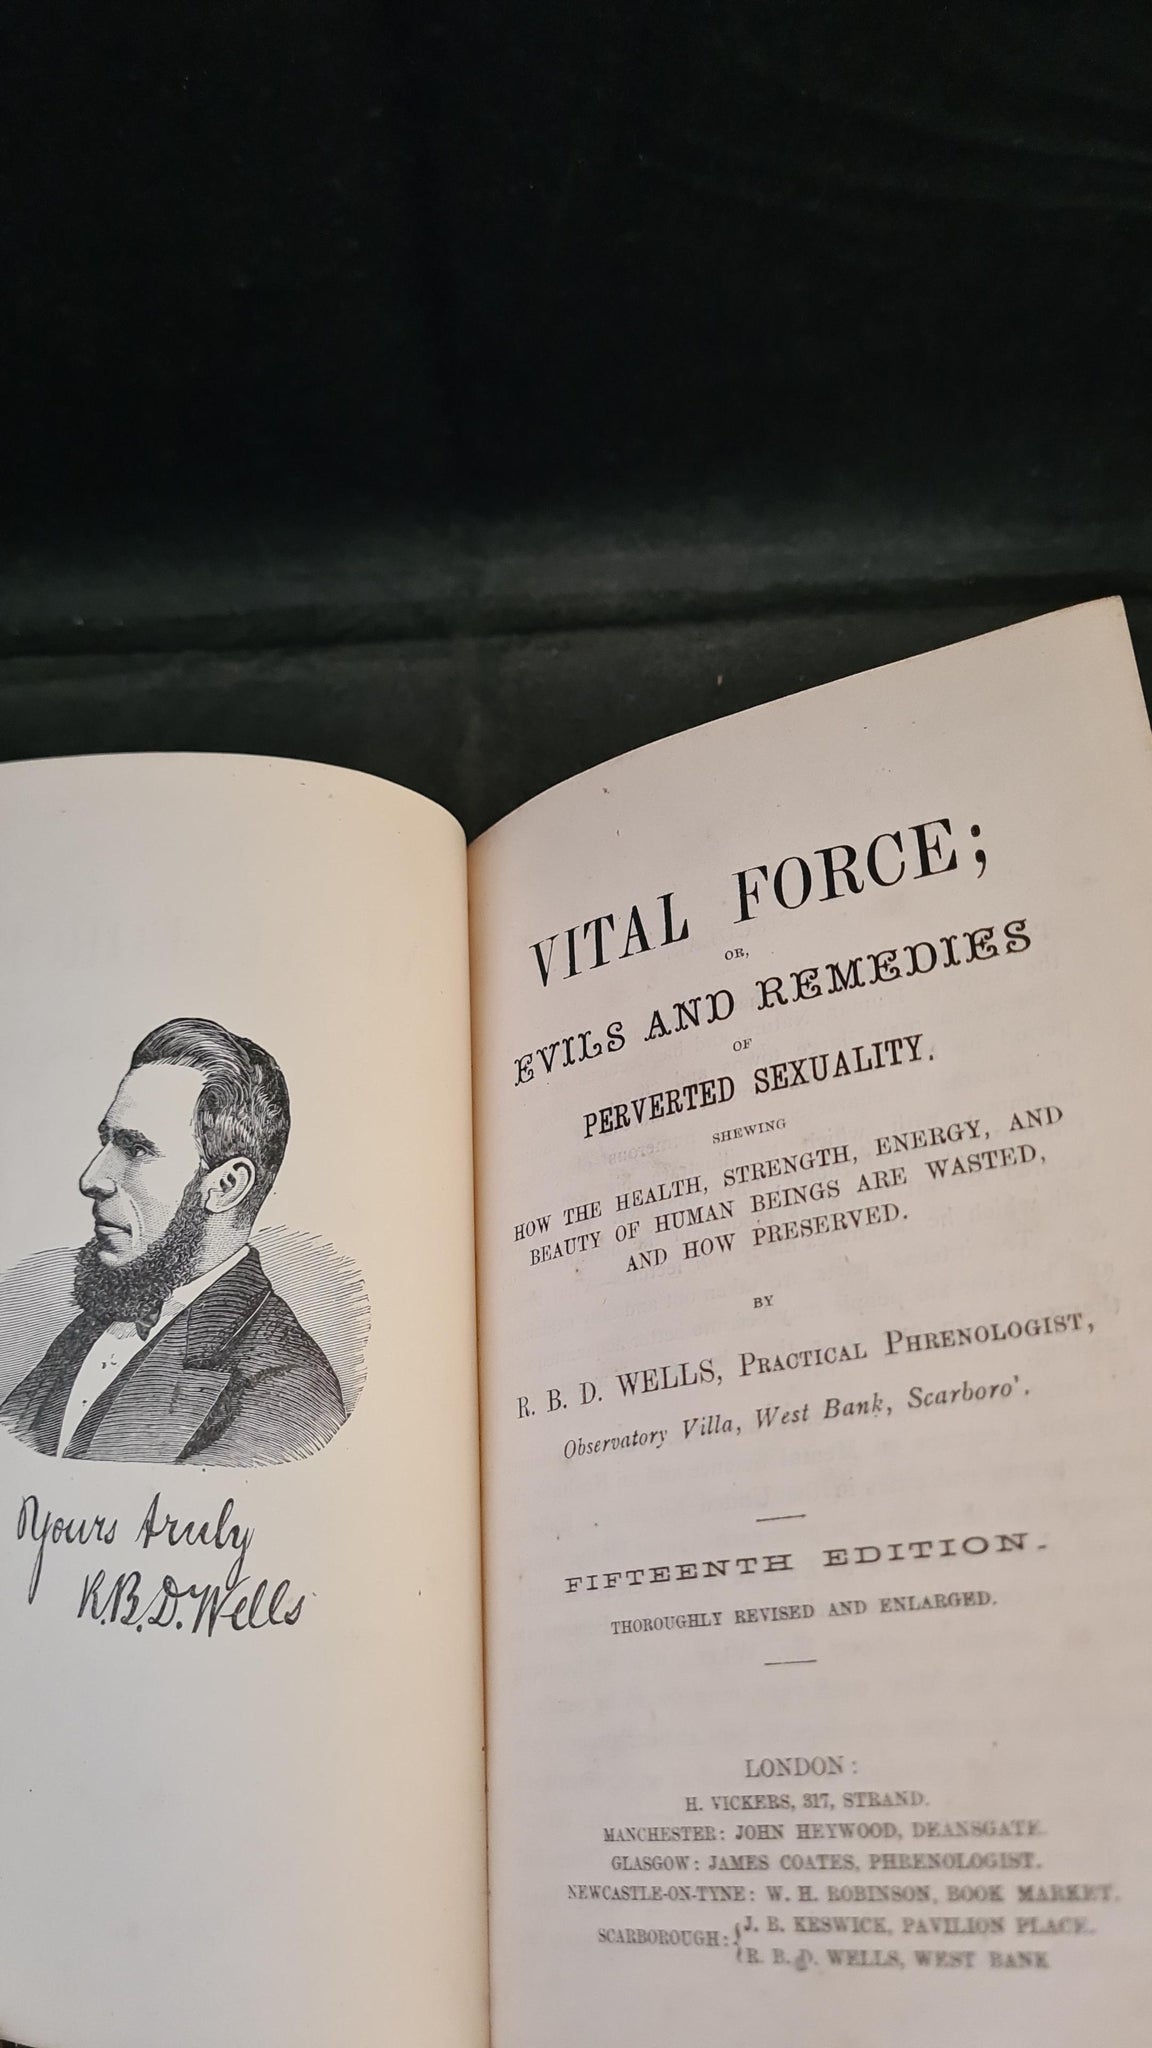 Yours truly
R.B.D. Wells
VITAL FORCE;
OR,
EVILS AND REMEDIES
OF
PERVERTED SEXUALITY.
SHEWING
HOW THE HEALTH, STRENGTH, ENERGY, AND
BEAUTY OF HUMAN BEINGS ARE WASTED,
AND HOW PRESERVED.
BY
R. B. D. WELLS, PRACTICAL PHRENOLOGIST,
Observatory Villa, West Bank, Scarboro'.
FIFTEENTH EDITION.
THOROUGHLY REVISED AND ENLARGED.
LONDON:
H. VICKERS, 317, STRAND.
MANCHESTER: JOHN HEYWOOD, DEANSGATE.
GLASGOW: JAMES COATES, PHRENOLOGIST.
NEWCASTLE-ON-TYNE: W. H. ROBINSON, BOOK MARKET.
SCARBOROUGH: { J. B. KESWICK, PAVILION PLACE.
R. B. D. WELLS, WEST BANK